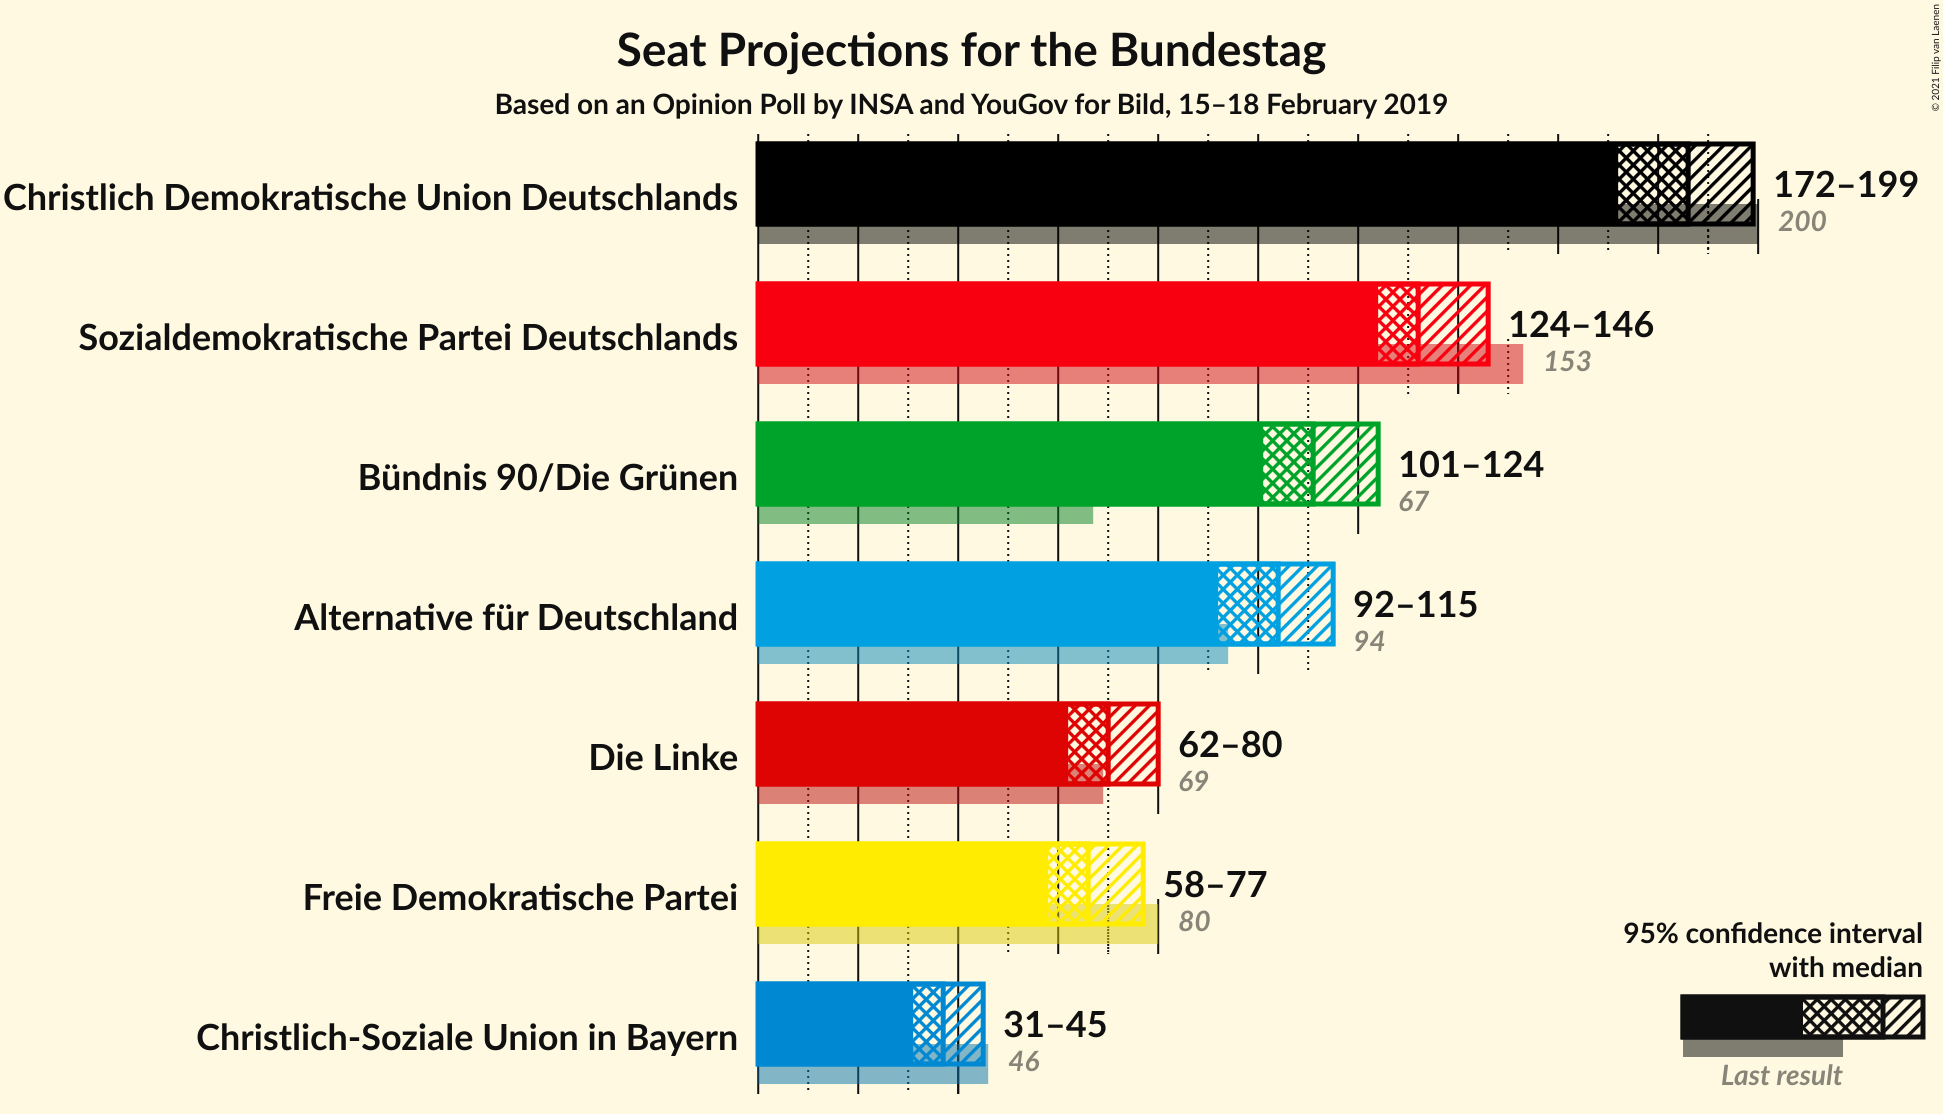 Seat Projections for the Bundestag
Based on an Opinion Poll by INSA and YouGov for Bild, 15–18 February 2019
© 2021 Filip van Laenen
Christlich Demokratische Union Deutschlands
172–199
200
Sozialdemokratische Partei Deutschlands
124–146
153
Bündnis 90/Die Grünen
101–124
67
Alternative für Deutschland
92–115
94
Die Linke
62–80
69
Freie Demokratische Partei
58–77
80
Christlich-Soziale Union in Bayern
31–45
46
95% confidence interval
with median
Last result